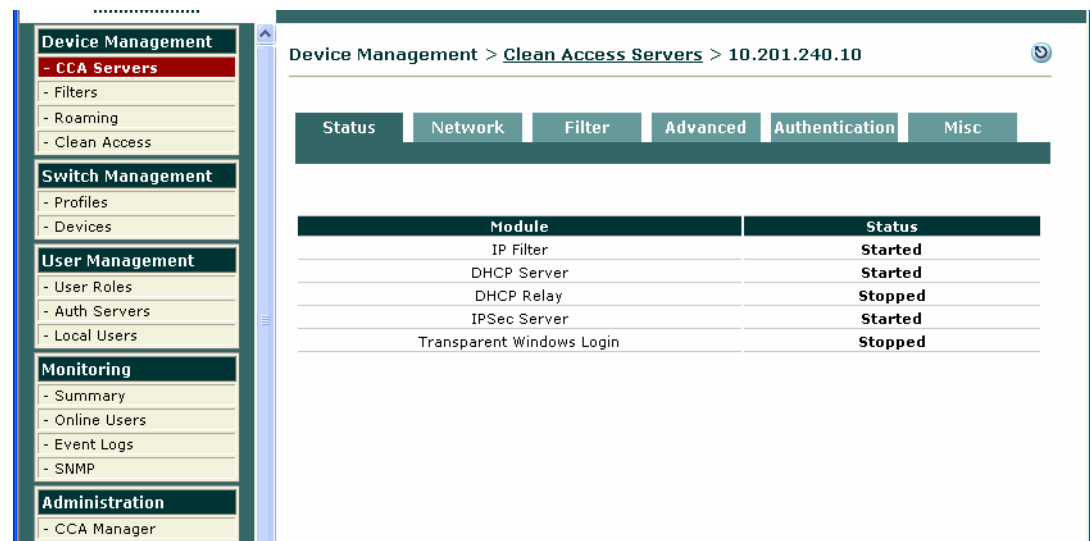 Device Management
- CCA Servers
- Filters
- Roaming
- Clean Access
Switch Management
- Profiles
- Devices
User Management
- User Roles
- Auth Servers
- Local Users
Monitoring
- Summary
- Online Users
- Event Logs
- SNMP
Administration
- CCA Manager
Device Management > Clean Access Servers > 10.201.240.10
Status Network Filter Advanced Authentication Misc
Module Status
IP Filter Started
DHCP Server Started
DHCP Relay Stopped
IPSec Server Started
Transparent Windows Login Stopped